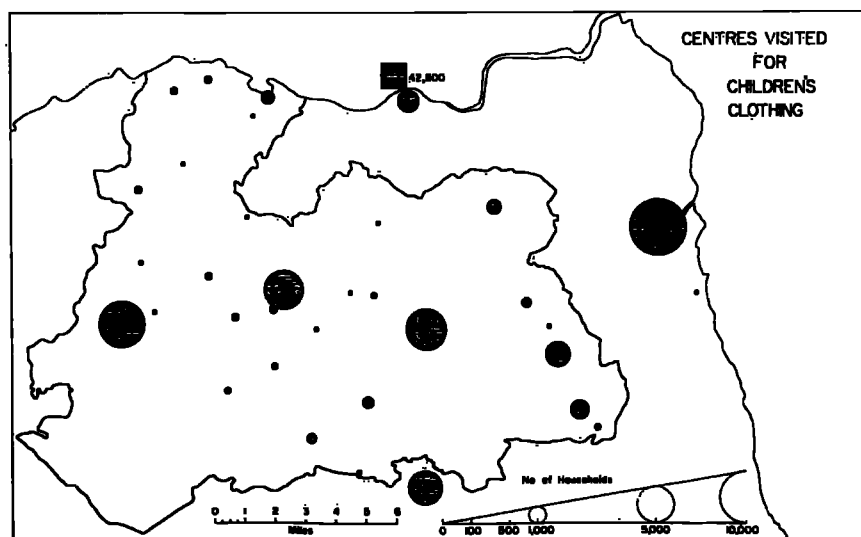 CENTRES VISITED
FOR
CHILDREN'S
CLOTHING
42,800
No of Households
0 1 2 3 4 5 6
Miles
0 100 500 1,000 5,000 10,000